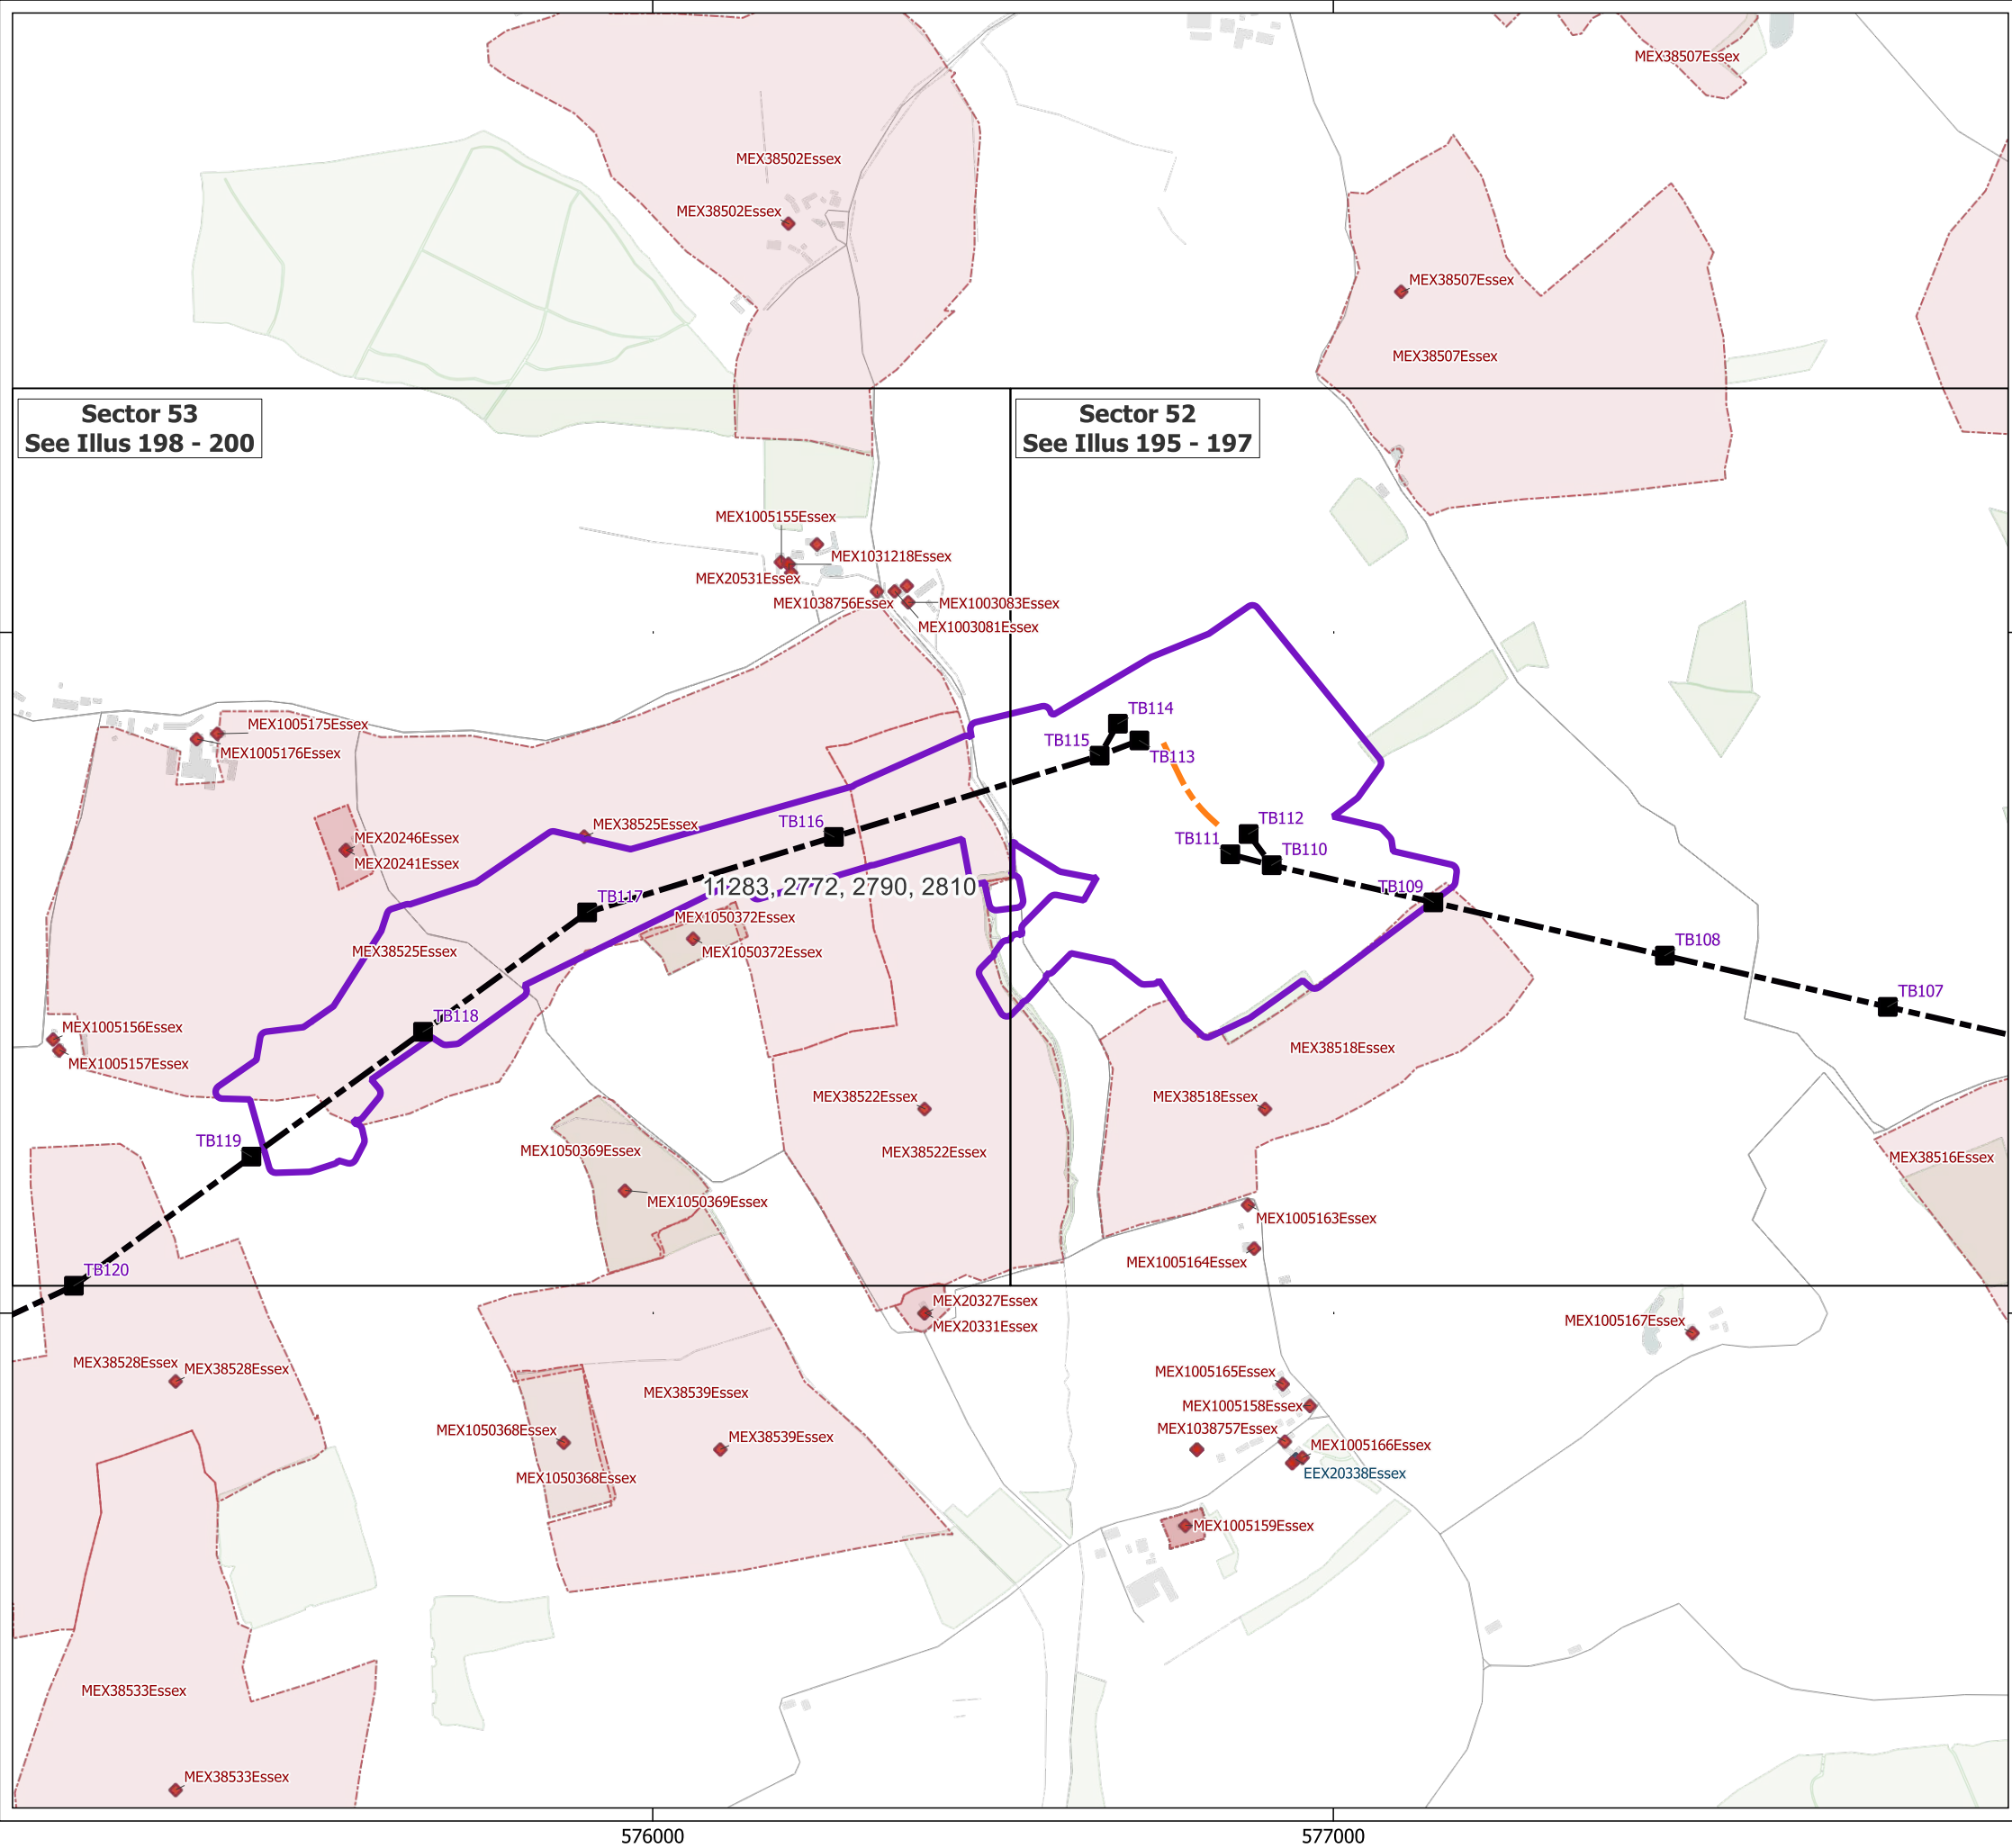 MEX38507Essex
MEX38502Essex
MEX38502Essex
MEX38507Essex
MEX38507Essex
Sector 53
See Illus 198 - 200
Sector 52
See Illus 195 - 197
MEX1005155Essex
MEX1031218Essex
MEX20531Essex
MEX1038756Essex
MEX1003083Essex
MEX1003081Essex
MEX1005175Essex
MEX1005176Essex
TB114
TB115
TB113
MEX20246Essex
MEX20241Essex
MEX38525Essex
TB116
TB112
TB111
TB110
11283, 2772, 2790, 2810
TB109
TB117
MEX1050372Essex
MEX38525Essex
MEX1050372Essex
TB108
TB107
TB118
MEX1005156Essex
MEX1005157Essex
MEX38518Essex
MEX38522Essex
MEX38518Essex
TB119
MEX1050369Essex
MEX38522Essex
MEX38516Essex
MEX1050369Essex
MEX1005163Essex
MEX1005164Essex
TB120
MEX20327Essex
MEX20331Essex
MEX1005167Essex
MEX38528Essex
MEX38528Essex
MEX1005165Essex
MEX38539Essex
MEX1005158Essex
MEX1050368Essex
MEX38539Essex
MEX1038757Essex
MEX1005166Essex
EEX20338Essex
MEX1050368Essex
MEX1005159Essex
MEX38533Essex
MEX38533Essex
576000
577000